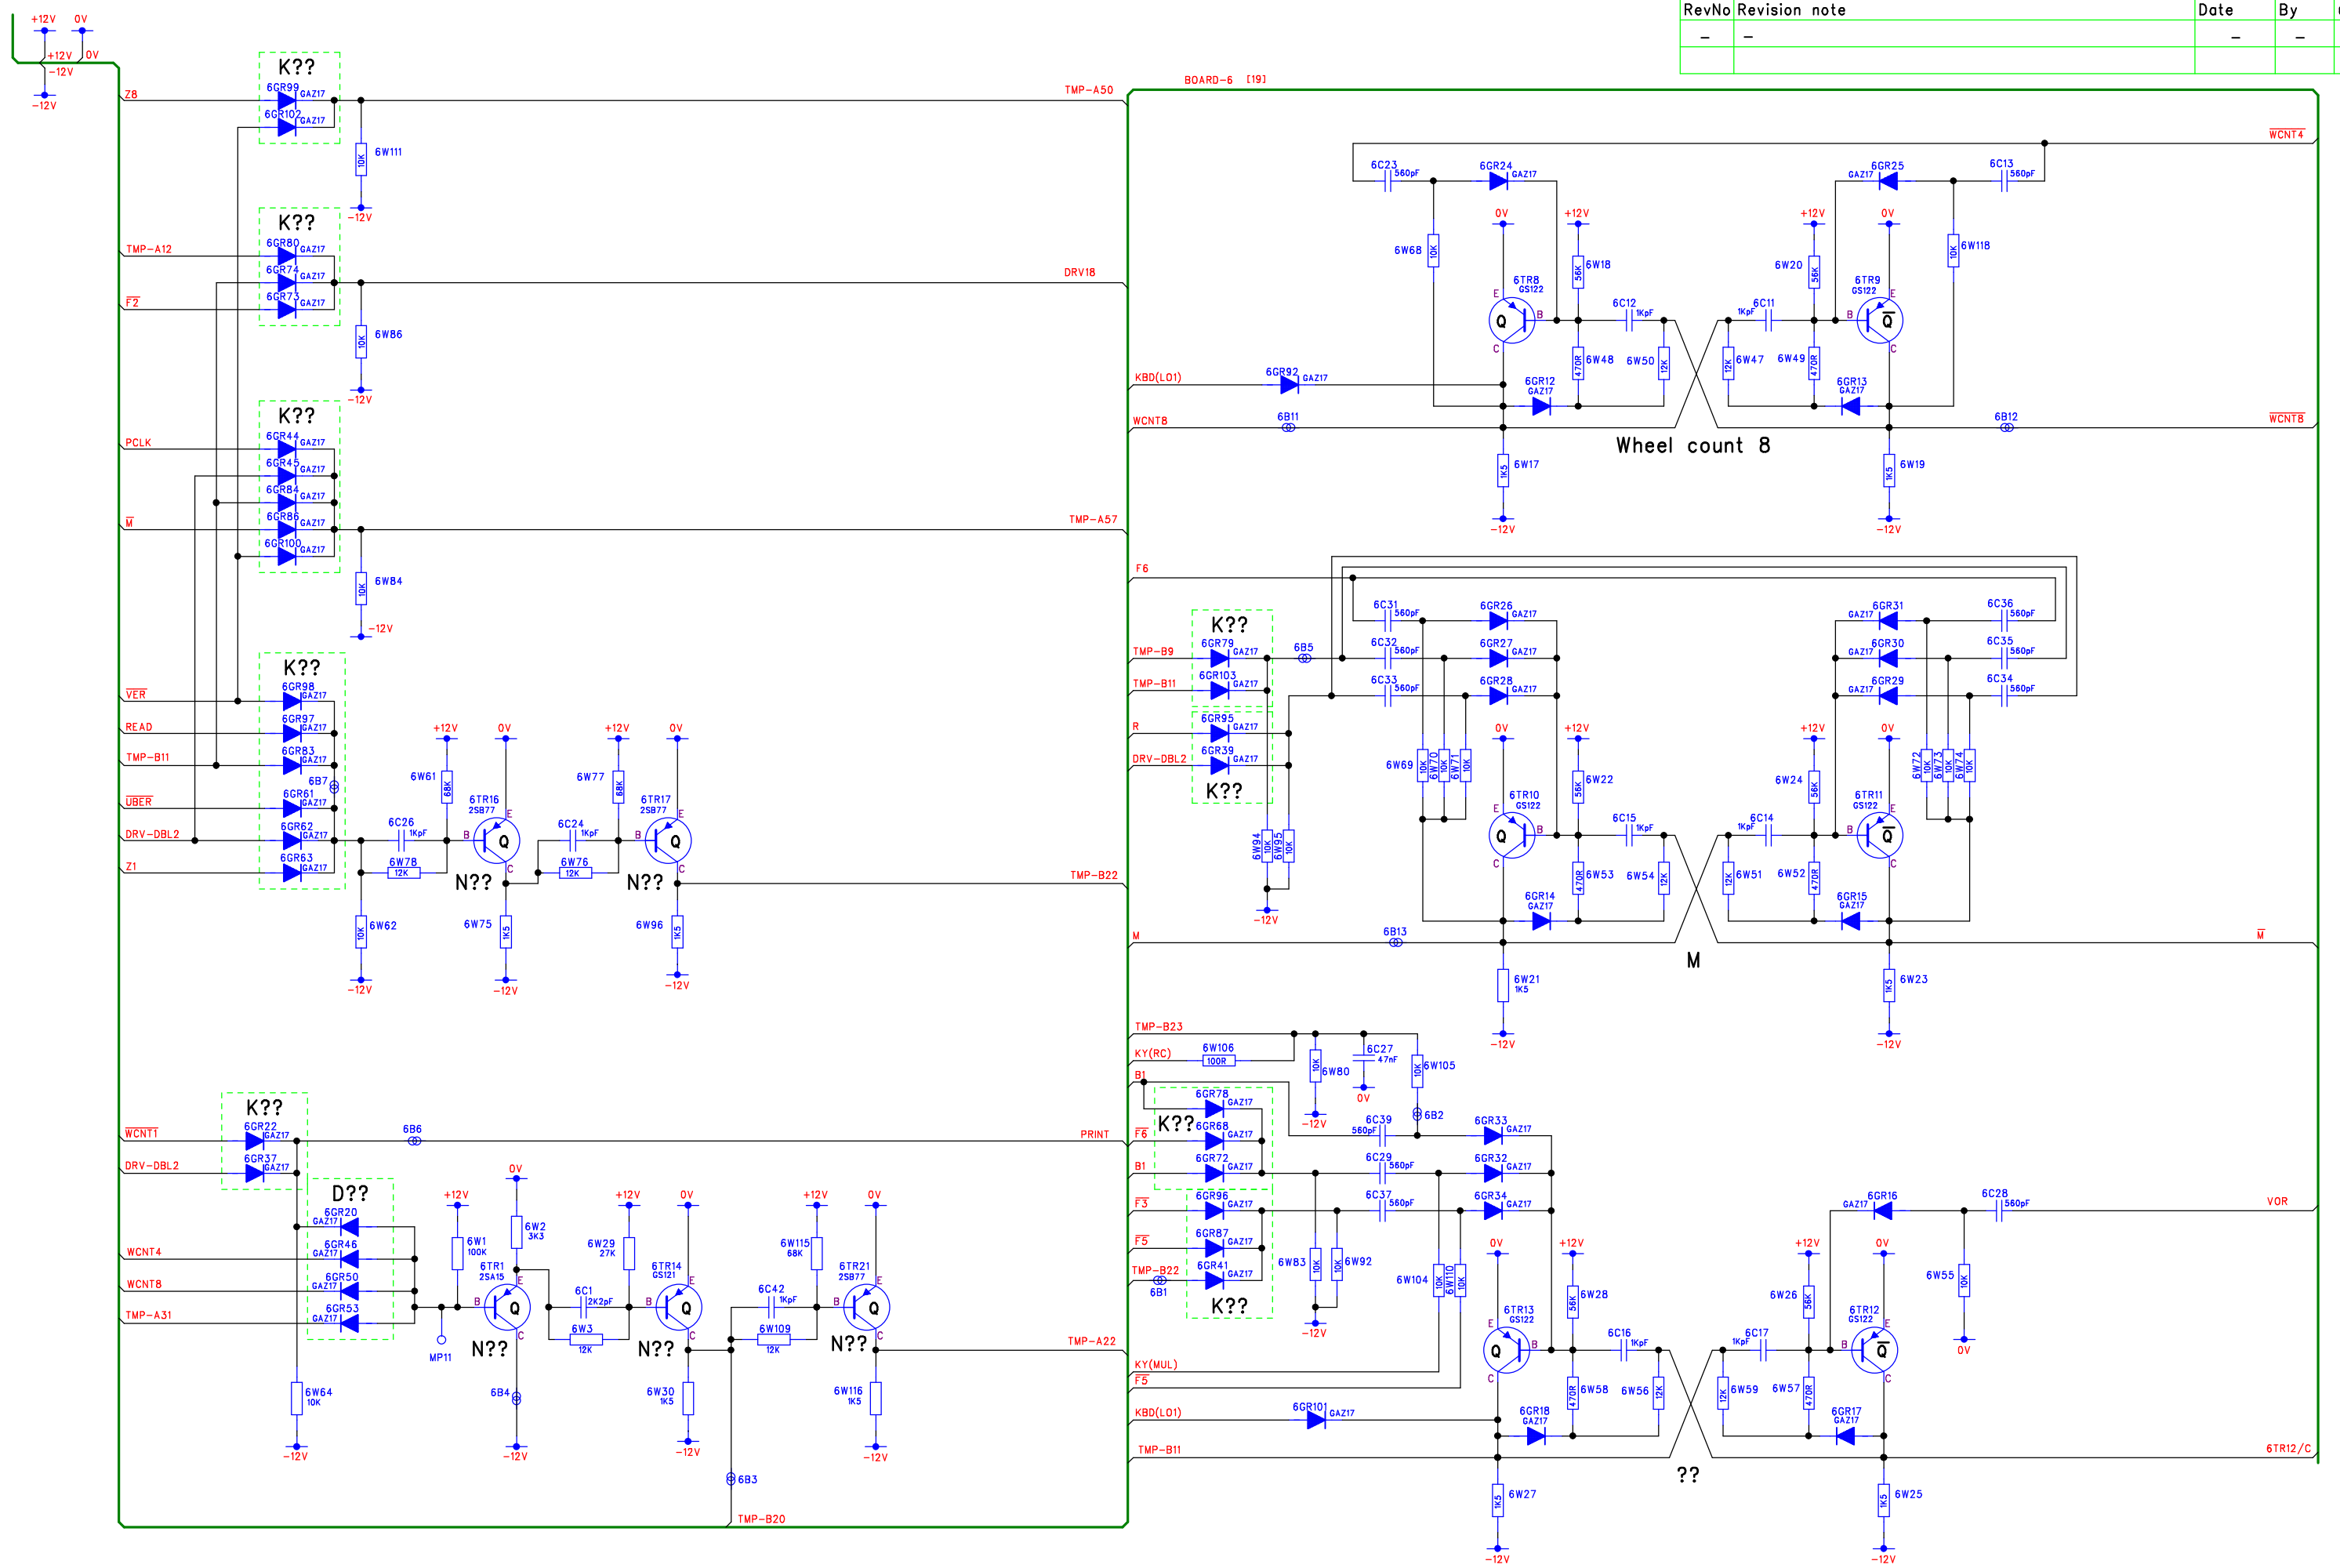 RevNo Revision note Date By
– – – –
+12V 0V
+12V 0V
-12V
-12V
BOARD-6 [19]
K??
Z8 6GR99 GAZ17 TMP-A50
6GR102 GAZ17
10K 6W111
-12V
K??
TMP-A12 6GR80 GAZ17
6GR74 GAZ17 DRV18
F2 6GR73 GAZ17
10K 6W86
-12V
K??
PCLK 6GR44 GAZ17
6GR45 GAZ17
6GR84 GAZ17
M 6GR86 GAZ17 TMP-A57
6GR100 GAZ17
10K 6W84
-12V
K??
VER 6GR98 GAZ17
READ 6GR97 GAZ17
TMP-B11 6GR83 GAZ17
6B7
UBER 6GR61 GAZ17
DRV-DBL2 6GR62 GAZ17
Z1 6GR63 GAZ17
+12V 0V +12V 0V
6W61 68K 6W77 68K
6TR16 2SB77 6TR17 2SB77
6C26 1KpF B E Q C 6C24 1KpF B E Q C
6W78 12K 6W76 12K
N?? N?? TMP-B22
6W62 10K 6W75 1K5 6W96 1K5
-12V -12V -12V
K??
WCNT1 6GR22 GAZ17 6B6 PRINT
DRV-DBL2 6GR37 GAZ17
D??
6GR20 GAZ17
WCNT4 6GR46 GAZ17
WCNT8 6GR50 GAZ17
TMP-A31 6GR53 GAZ17
+12V 0V +12V 0V +12V 0V
6W1 100K 6W2 3K3 6W29 27K 6W115 68K
6TR1 2SA15 6TR14 GS121 6TR21 2SB77
B E Q C 6C1 2K2pF B E Q C 6C42 1KpF B E Q C
6W3 12K 6W109 12K
MP11 N?? N?? N?? TMP-A22
6W64 10K 6B4 6W30 1K5 6W116 1K5
-12V -12V -12V -12V
6B3
TMP-B20
WCNT4
6C23 560pF 6GR24 GAZ17 6GR25 GAZ17 6C13 560pF
0V +12V +12V 0V
6W68 10K 6W18 56K 6W20 56K 6W118 10K
6TR8 GS122 6TR9 GS122
E Q B C 6C12 1KpF 6C11 1KpF B E Q C
6W48 470R 6W50 12K 6W47 12K 6W49 470R
KBD(L01) 6GR92 GAZ17 6GR12 GAZ17 6GR13 GAZ17
WCNT8 6B11 6B12 WCNT8
Wheel count 8
6W17 1K5 6W19 1K5
-12V -12V
F6
K??
6C31 560pF 6GR26 GAZ17 6GR31 GAZ17 6C36 560pF
TMP-B9 6GR79 GAZ17 6B5 6C32 560pF 6GR27 GAZ17 6GR30 GAZ17 6C35 560pF
TMP-B11 6GR103 GAZ17 6C33 560pF 6GR28 GAZ17 6GR29 GAZ17 6C34 560pF
R 6GR95 GAZ17
DRV-DBL2 6GR39 GAZ17
K??
0V +12V +12V 0V
6W69 10K 6W70 10K 6W71 10K 6W22 56K 6W24 56K 6W72 10K 6W73 10K 6W74 10K
6TR10 GS122 6TR11 GS122
6W94 10K 6W95 10K
E Q B C 6C15 1KpF 6C14 1KpF B E Q C
6W53 470R 6W54 12K 6W51 12K 6W52 470R
-12V 6GR14 GAZ17 6GR15 GAZ17
M 6B13 M
M
6W21 1K5 6W23 1K5
-12V -12V
TMP-B23
KY(RC) 6W106 100R 10K 6W80 6C27 47nF 10K 6W105
0V
-12V 6B2
B1
6GR78 GAZ17
K??
6C39 560pF 6GR33 GAZ17
F6 6GR68 GAZ17
B1 6GR72 GAZ17 6C29 560pF 6GR32 GAZ17
F3 6GR96 GAZ17 6C37 560pF 6GR34 GAZ17
F5 6GR87 GAZ17
TMP-B22 6B1 6GR41 GAZ17
K??
6W83 10K 10K 6W92
-12V
6W104 10K 6W110 10K
6GR16 GAZ17 6C28 560pF VOR
0V +12V +12V 0V
6W28 56K 6W26 56K 6W55 10K
0V
6TR13 GS122 6TR12 GS122
E Q B C 6C16 1KpF 6C17 1KpF B E Q C
6W58 470R 6W56 12K 6W59 12K 6W57 470R
KY(MUL)
F5
KBD(L01) 6GR101 GAZ17 6GR18 GAZ17 6GR17 GAZ17
TMP-B11 6TR12/C
??
6W27 1K5 6W25 1K5
-12V -12V